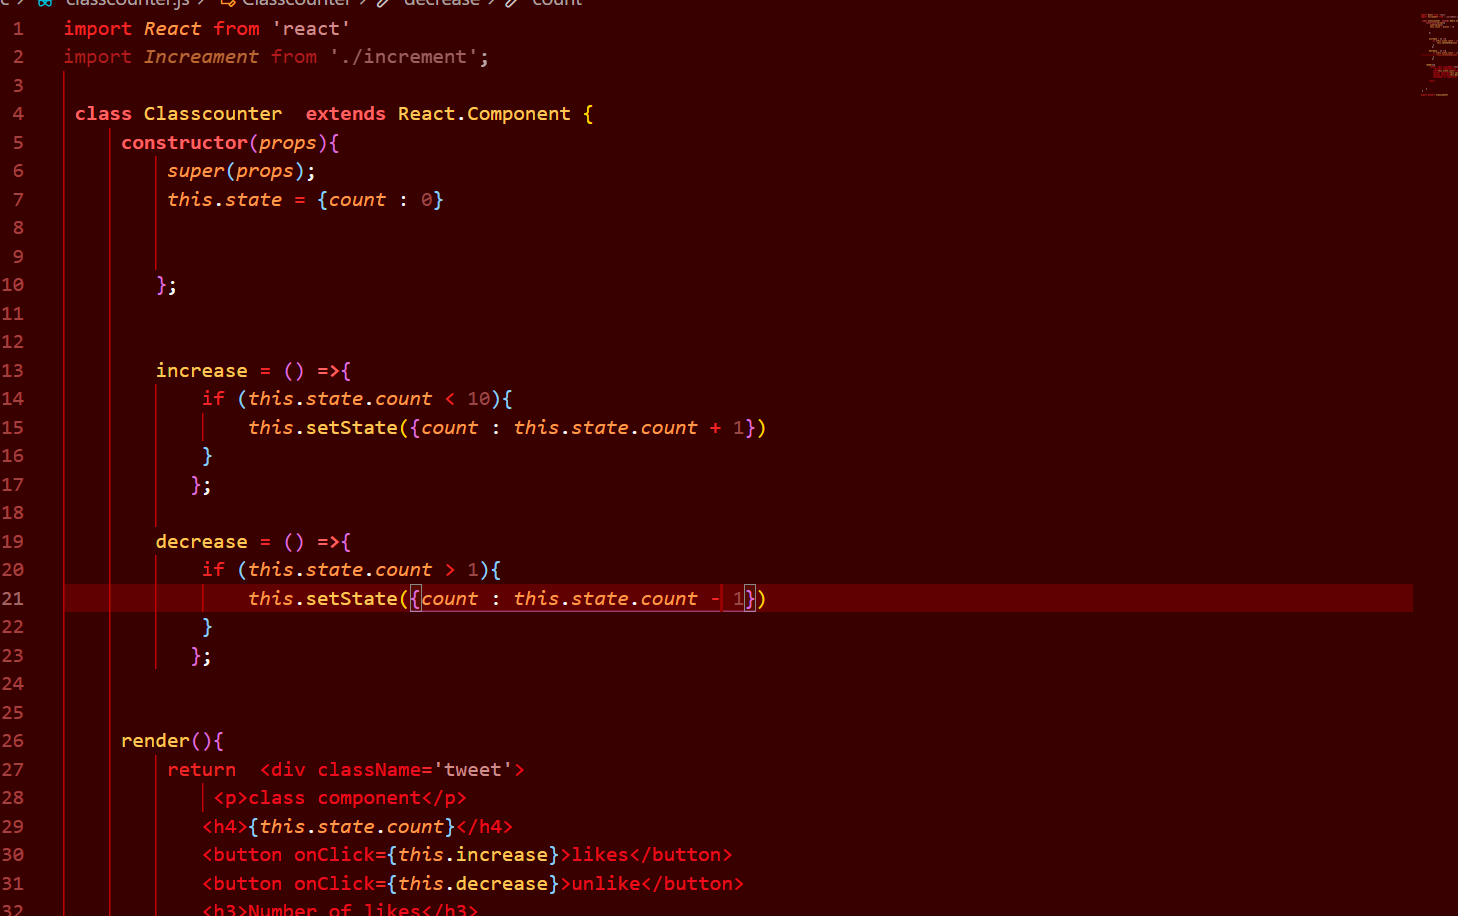 classcounter.js > Classcounter > decrease > count
1 import React from 'react'
2 import Increament from './increment';
3
4 class Classcounter  extends React.Component {
5 constructor(props){
6 super(props);
7 this.state = {count : 0}
8
9
10 };
11
12
13 increase = () =>{
14 if (this.state.count < 10){
15 this.setState({count : this.state.count + 1})
16 }
17 };
18
19 decrease = () =>{
20 if (this.state.count > 1){
21 this.setState({count : this.state.count - 1})
22 }
23 };
24
25
26 render(){
27 return  <div className='tweet'>
28 <p>class component</p>
29 <h4>{this.state.count}</h4>
30 <button onClick={this.increase}>likes</button>
31 <button onClick={this.decrease}>unlike</button>
32 <h3>Number of likes</h3>